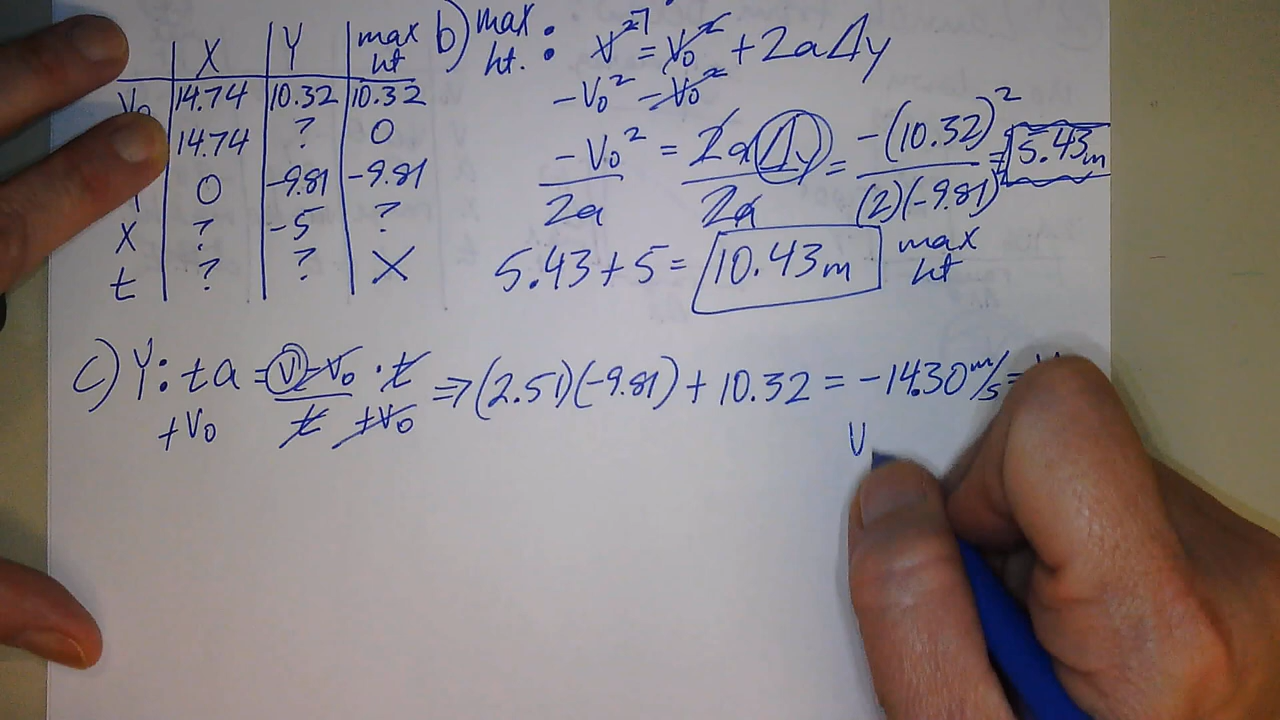 X Y max ht
V₀ 14.74 10.32 10.32
14.74 ? 0
0 -9.81 -9.81
X ? -5 ?
t ? ? X
b) max ht. : V² = V₀² + 2aΔy
-V₀² -V₀²
-V₀² / 2a = 2aΔy / 2a = -(10.32)² / (2)(-9.81) = 5.43 m
5.43 + 5 = 10.43 m max ht
c) Y: ta = V - V₀ / t · t ⇒ (2.51)(-9.81) + 10.32 = -14.30 m/s =
+V₀ +V₀
V